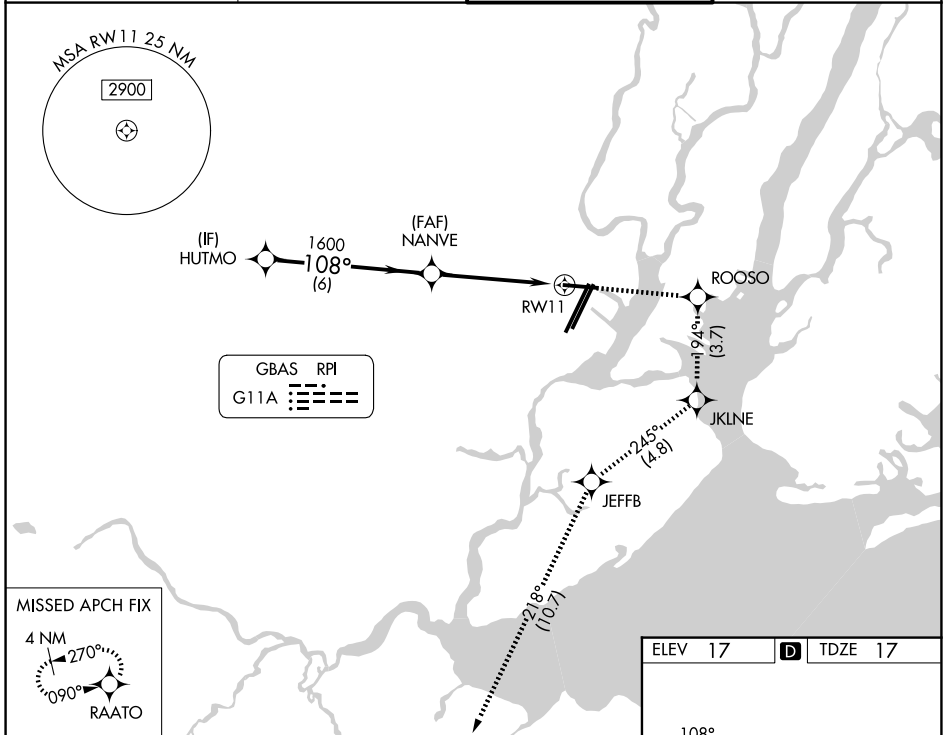 MSA RW11 25 NM
2900
(IF)
HUTMO
1600
108°
(6)
(FAF)
NANVE
RW11
ROOSO
194°
(3.7)
JKLNE
245°
(4.8)
JEFFB
218°
(10.7)
GBAS RPI
G11A
MISSED APCH FIX
4 NM
270°
090°
RAATO
ELEV 17 D TDZE 17
108°